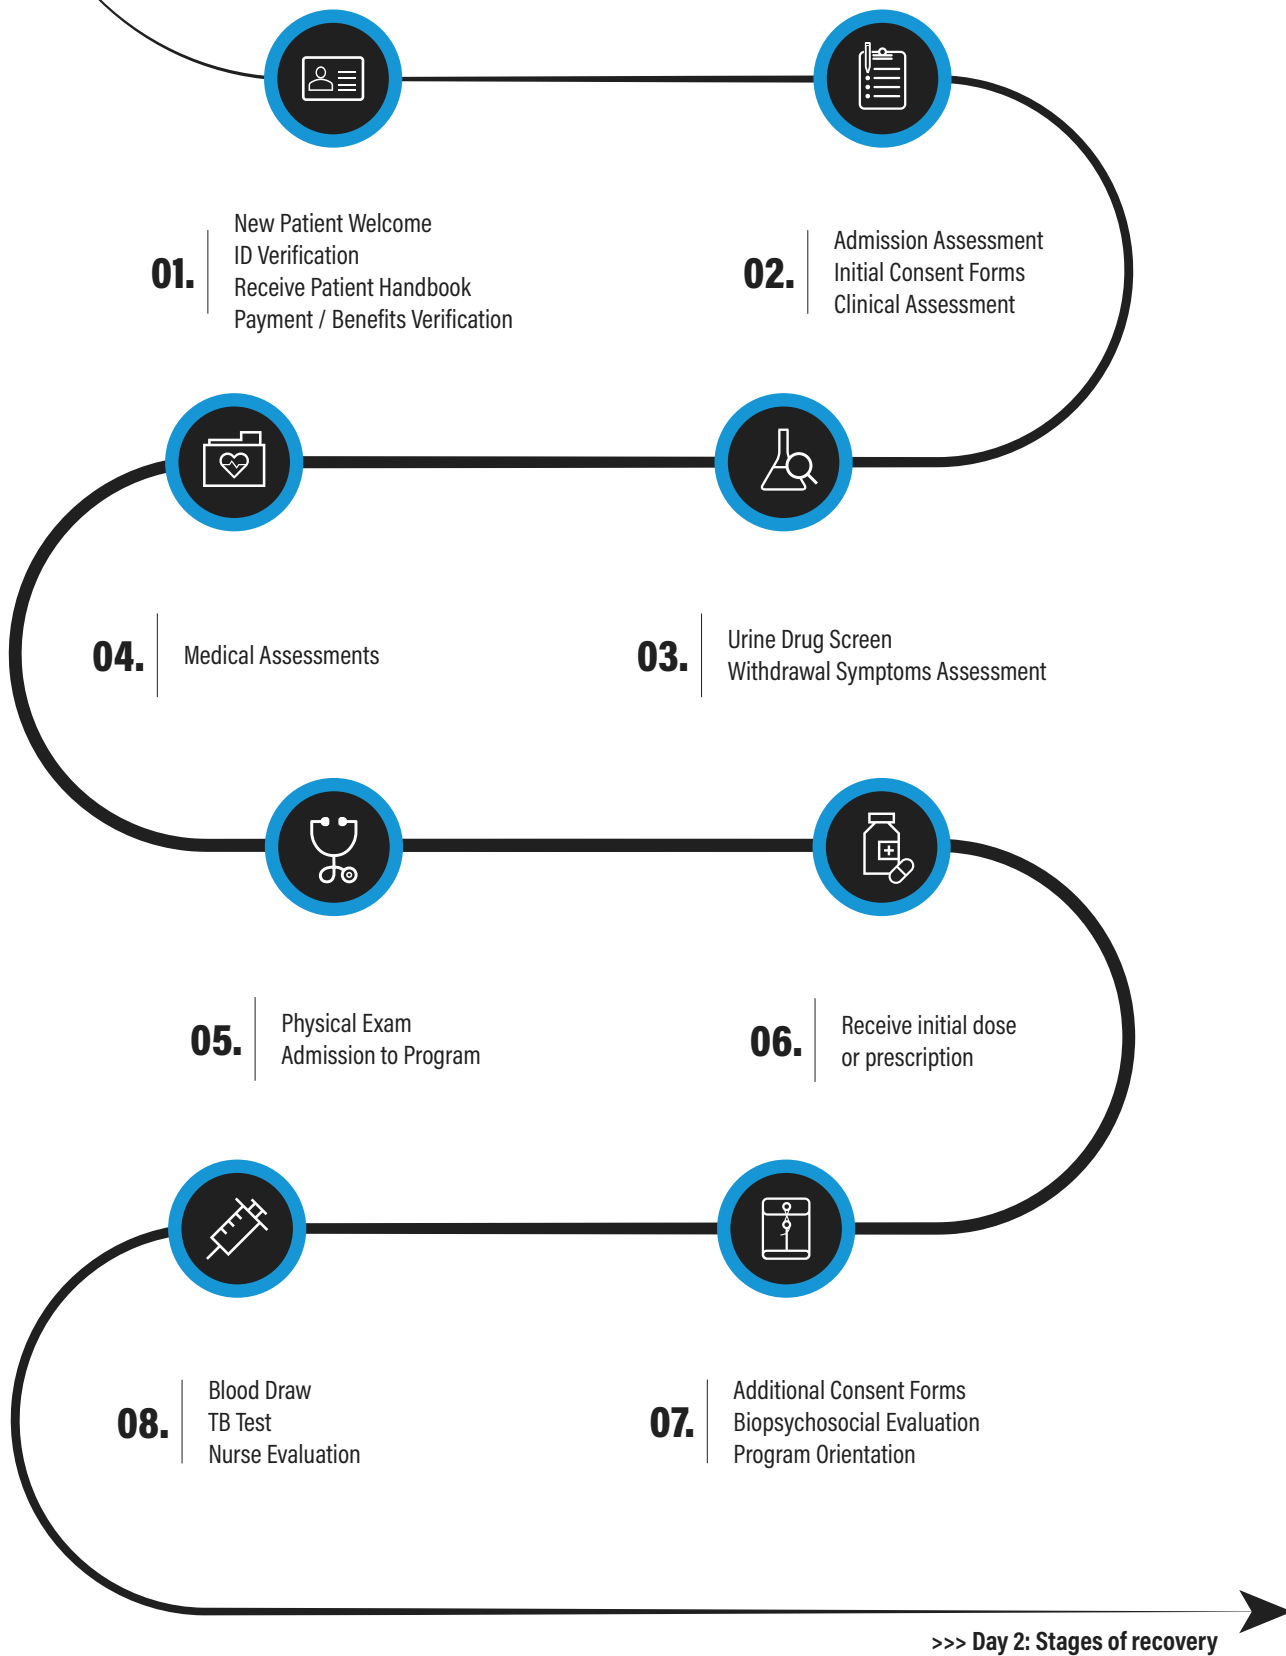 01.
New Patient Welcome
ID Verification
Receive Patient Handbook
Payment / Benefits Verification
02.
Admission Assessment
Initial Consent Forms
Clinical Assessment
03.
Urine Drug Screen
Withdrawal Symptoms Assessment
04.
Medical Assessments
05.
Physical Exam
Admission to Program
06.
Receive initial dose
or prescription
07.
Additional Consent Forms
Biopsychosocial Evaluation
Program Orientation
08.
Blood Draw
TB Test
Nurse Evaluation
>>> Day 2: Stages of recovery